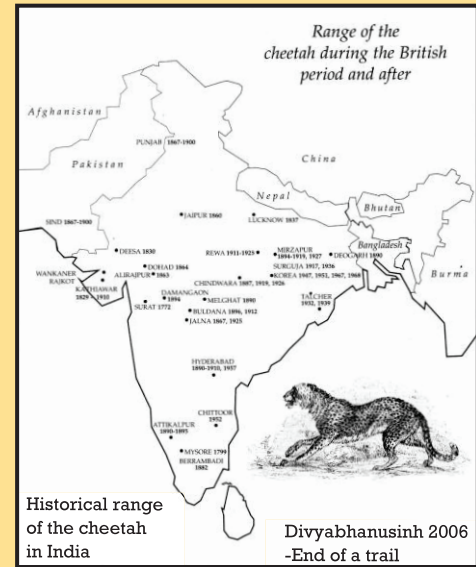 Range of the
cheetah during the British
period and after
Afghanistan
PUNJAB 1867-1900
Pakistan
China
Nepal
Bhutan
SIND 1867-1900
JAIPUR 1860
LUCKNOW 1837
Bangladesh
DEESA 1830
REWA 1911-1925
MIRZAPUR
1894-1919, 1927
DEOGARH 1890
SURGUJA 1917, 1936
Burma
WANKANER
RAJKOT
DOHAD 1864
ALIRAJPUR 1863
KOREA 1947, 1951, 1967, 1968
KATHIAWAR
1829 - 1910
CHINDWARA 1887, 1919, 1926
DAMANGAON
1894
MELGHAT 1890
TALCHER
1932, 1939
SURAT 1772
BULDANA 1896, 1912
JALNA 1867, 1925
HYDERABAD
1890-1910, 1957
CHITTOOR
1952
ATTIKALPUR
1890-1895
MYSORE 1799
BERRAMBADI
1882
Historical range
of the cheetah
in India
Divyabhanusinh 2006
-End of a trail